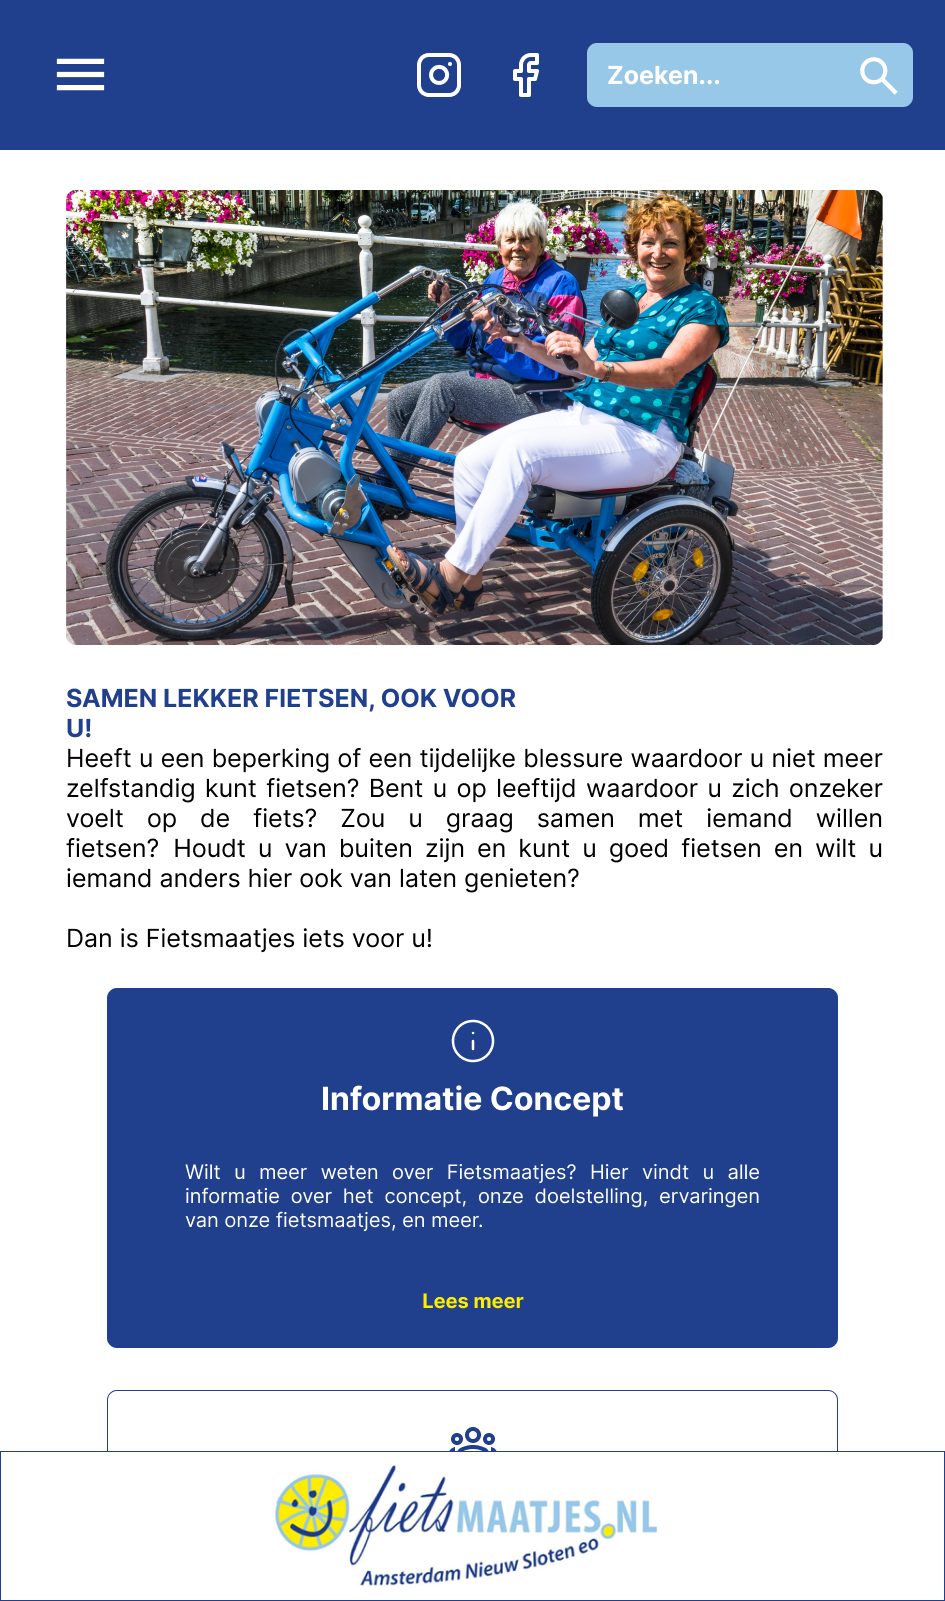 Zoeken...
SAMEN LEKKER FIETSEN, OOK VOOR
U!
Heeft u een beperking of een tijdelijke blessure waardoor u niet meer
zelfstandig kunt fietsen? Bent u op leeftijd waardoor u zich onzeker
voelt op de fiets? Zou u graag samen met iemand willen
fietsen? Houdt u van buiten zijn en kunt u goed fietsen en wilt u
iemand anders hier ook van laten genieten?
Dan is Fietsmaatjes iets voor u!
Informatie Concept
Wilt u meer weten over Fietsmaatjes? Hier vindt u alle
informatie over het concept, onze doelstelling, ervaringen
van onze fietsmaatjes, en meer.
Lees meer
fietsMAATJES.NL
Amsterdam Nieuw Sloten eo